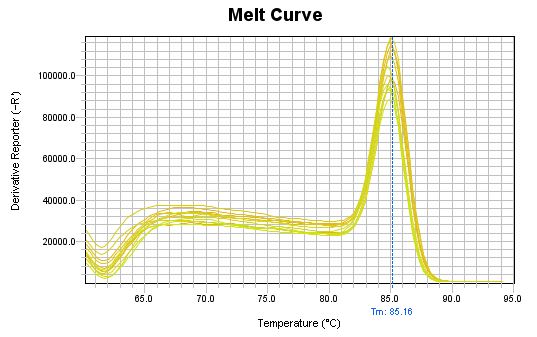 Melt Curve
Derivative Reporter (-R')
100000.0
80000.0
60000.0
40000.0
20000.0
65.0 70.0 75.0 80.0 85.0 90.0 95.0
Tm: 85.16
Temperature (°C)